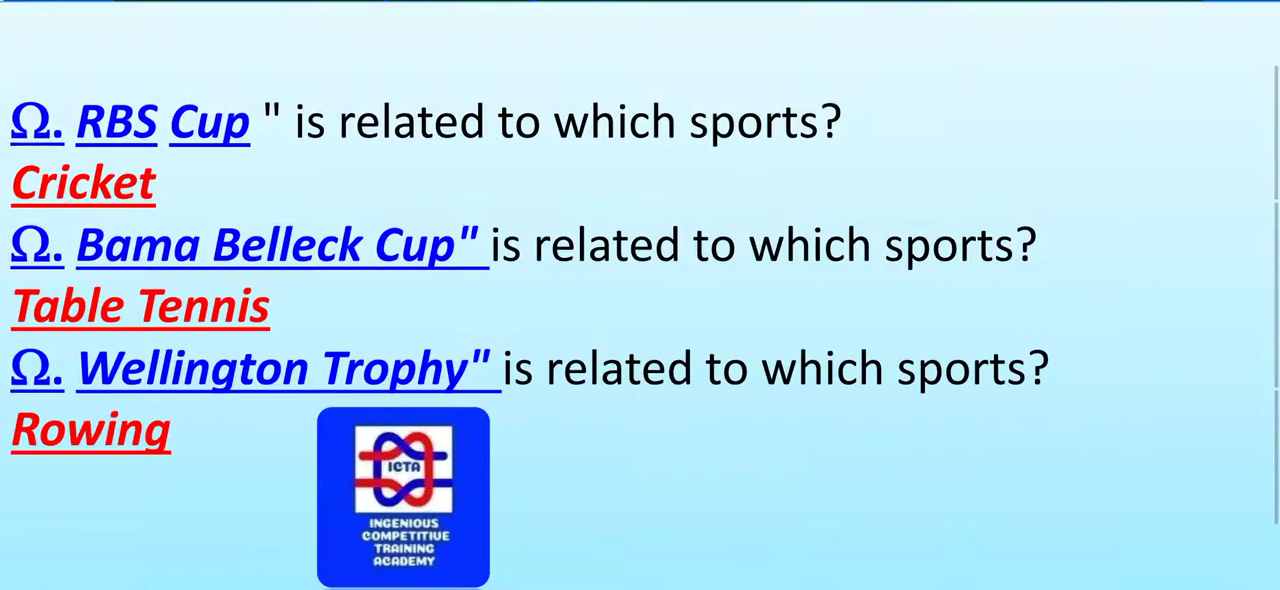 Ω. RBS Cup " is related to which sports?
Cricket
Ω. Bama Belleck Cup" is related to which sports?
Table Tennis
Ω. Wellington Trophy" is related to which sports?
Rowing
ICTA
INGENIOUS
COMPETITIVE
TRAINING
ACADEMY